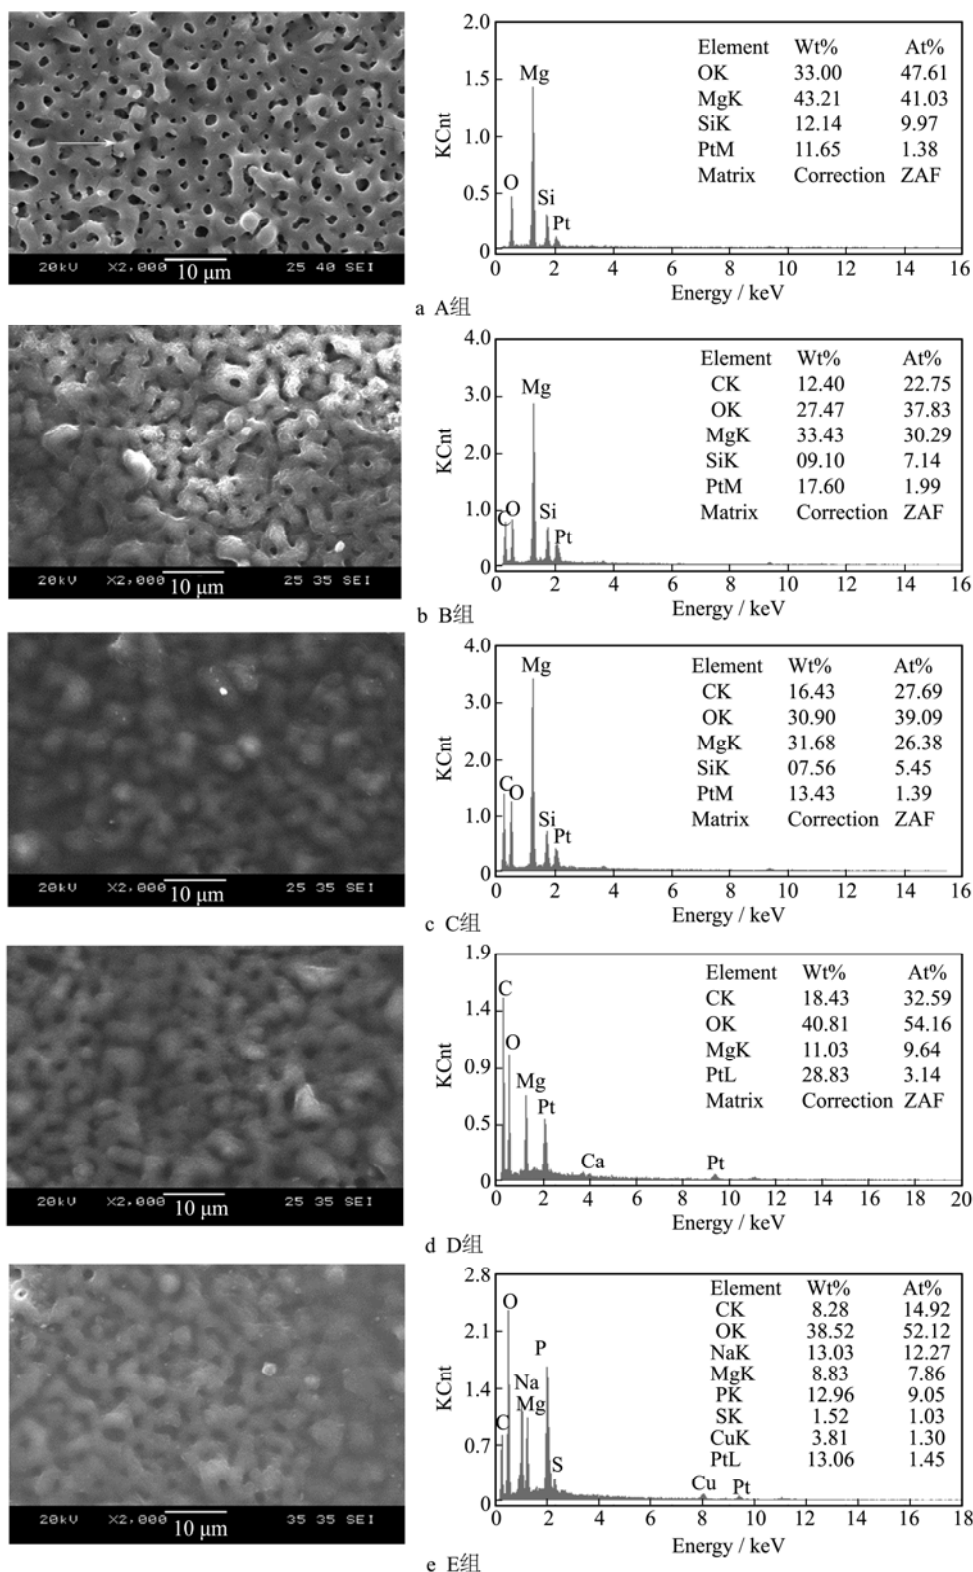 2.0
1.5
1.0
0.5
0
KCnt
O
Mg
Si
Pt
Element Wt% At%
OK 33.00 47.61
MgK 43.21 41.03
SiK 12.14 9.97
PtM 11.65 1.38
Matrix Correction ZAF
0 2 4 6 8 10 12 14 16
Energy / keV
20kV X2,000 10 μm 25 40 SEI
a A组
4.0
3.0
2.0
1.0
0
KCnt
C
O
Mg
Si
Pt
Element Wt% At%
CK 12.40 22.75
OK 27.47 37.83
MgK 33.43 30.29
SiK 09.10 7.14
PtM 17.60 1.99
Matrix Correction ZAF
0 2 4 6 8 10 12 14 16
Energy / keV
20kV X2,000 10 μm 25 35 SEI
b B组
4.0
3.0
2.0
1.0
0
KCnt
C
O
Mg
Si
Pt
Element Wt% At%
CK 16.43 27.69
OK 30.90 39.09
MgK 31.68 26.38
SiK 07.56 5.45
PtM 13.43 1.39
Matrix Correction ZAF
0 2 4 6 8 10 12 14 16
Energy / keV
20kV X2,000 10 μm 25 35 SEI
c C组
1.9
1.4
0.9
0.5
0
KCnt
C
O
Mg
Pt
Ca
Pt
Element Wt% At%
CK 18.43 32.59
OK 40.81 54.16
MgK 11.03 9.64
PtL 28.83 3.14
Matrix Correction ZAF
0 2 4 6 8 10 12 14 16 18 20
Energy / keV
20kV X2,000 10 μm 25 35 SEI
d D组
2.8
2.1
1.4
0.7
0
KCnt
C
O
Na
Mg
P
S
Cu
Pt
Element Wt% At%
CK 8.28 14.92
OK 38.52 52.12
NaK 13.03 12.27
MgK 8.83 7.86
PK 12.96 9.05
SK 1.52 1.03
CuK 3.81 1.30
PtL 13.06 1.45
0 2 4 6 8 10 12 14 16 18
Energy / keV
20kV X2,000 10 μm 35 35 SEI
e E组